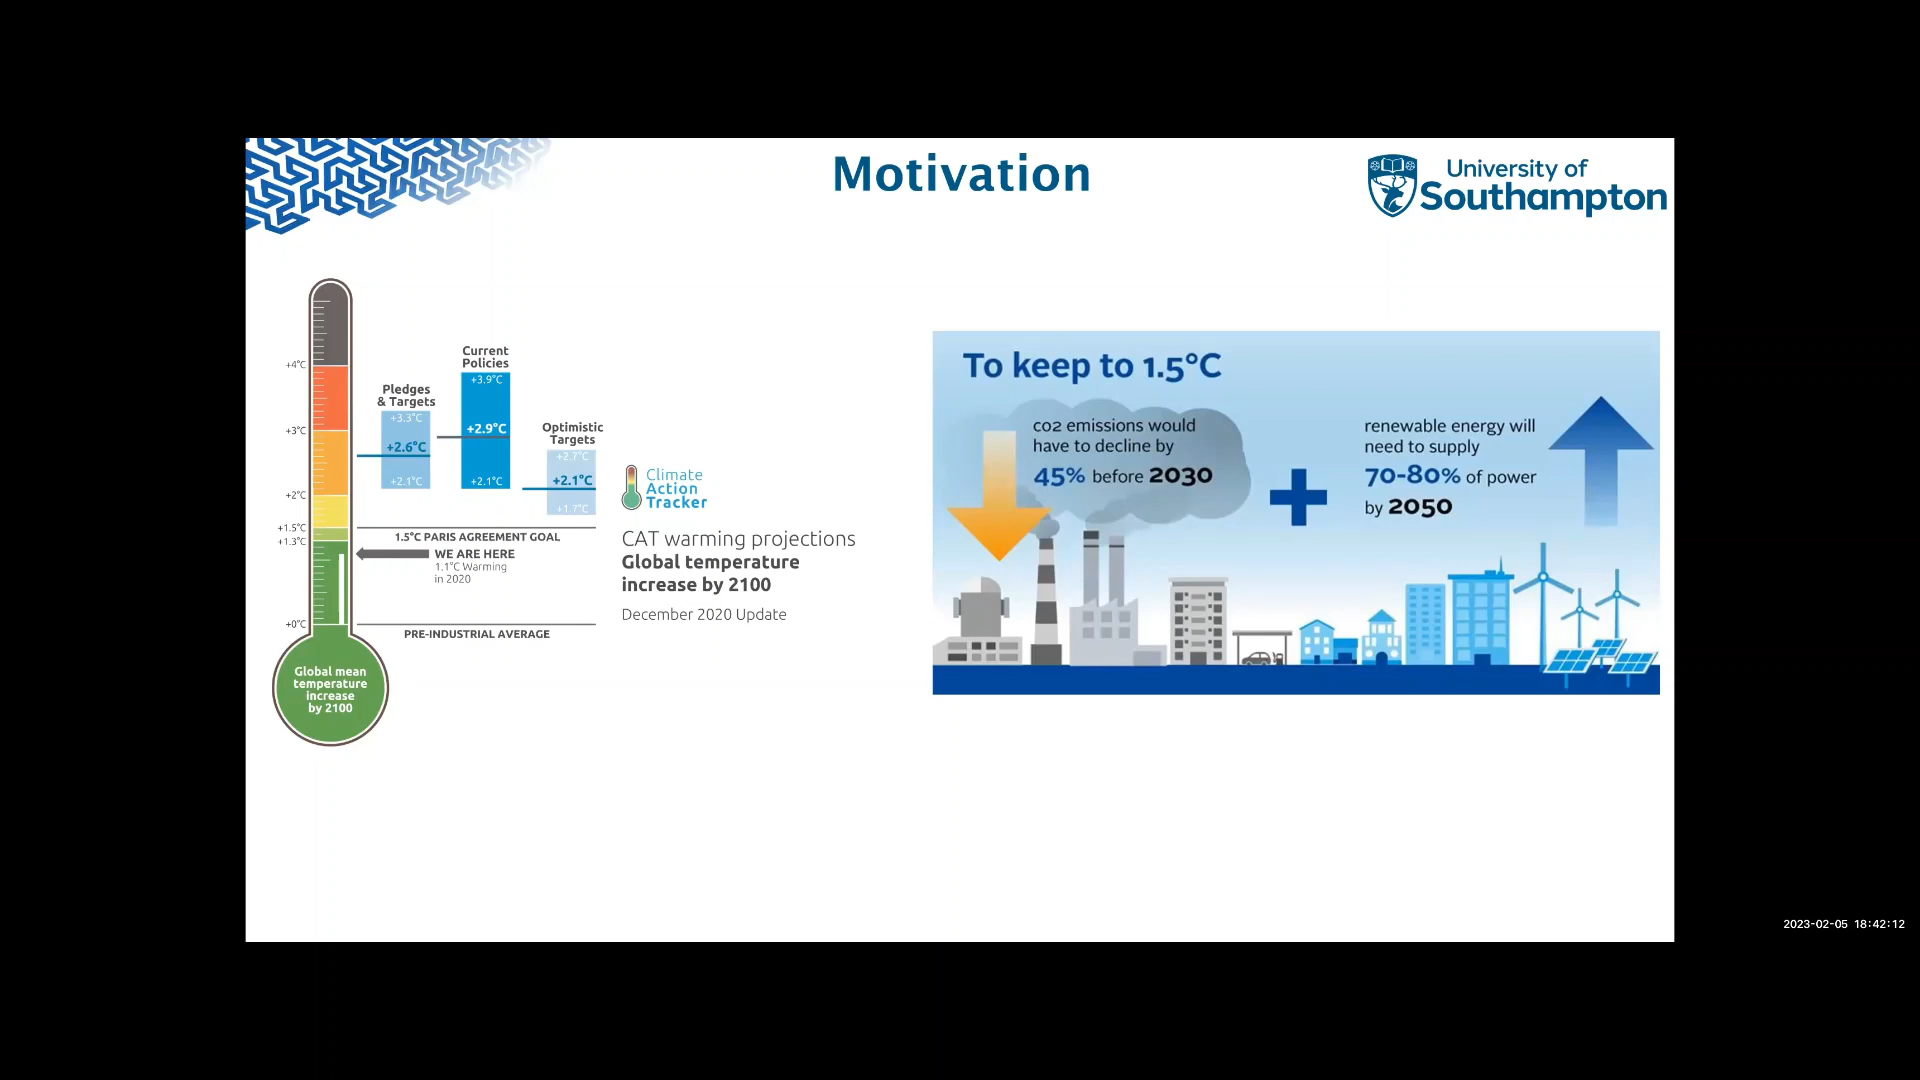 Motivation
University of
Southampton
+4°C
+3°C
+2°C
+1.5°C
+1.3°C
+0°C
Global mean
temperature
increase
by 2100
Pledges
& Targets
+3.3°C
+2.6°C
+2.1°C
Current
Policies
+3.9°C
+2.9°C
+2.1°C
Optimistic
Targets
+2.7°C
+2.1°C
+1.7°C
1.5°C PARIS AGREEMENT GOAL
WE ARE HERE
1.1°C Warming
in 2020
PRE-INDUSTRIAL AVERAGE
Climate
Action
Tracker
CAT warming projections
Global temperature
increase by 2100
December 2020 Update
To keep to 1.5°C
co2 emissions would
have to decline by
45% before 2030
renewable energy will
need to supply
70-80% of power
by 2050
2023-02-05 18:42:12